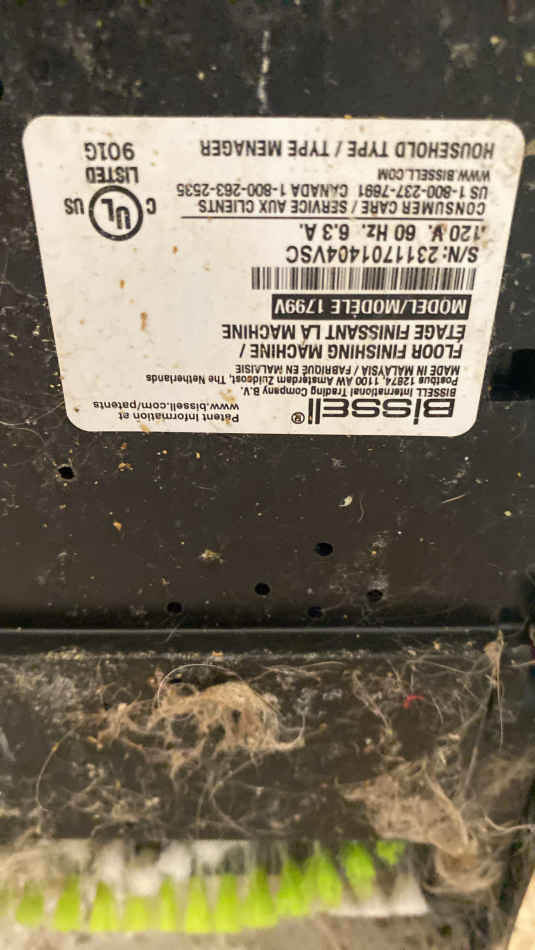 BISSELL®
BISSELL International Trading Company B.V.
Postbus 12874, 1100 AW Amsterdam Zuidoost, The Netherlands
MADE IN MALAYSIA / FABRIQUÉ EN MALAISIE
Patent Information et
www.bissell.com/patents
FLOOR FINISHING MACHINE /
ÉTAGE FINISSANT LA MACHINE
MODEL/MODÈLE 1799V
S/N: 2311701404VSC
120 V. 60 Hz. 6.3 A.
CONSUMER CARE / SERVICE AUX CLIENTS
US 1-800-237-7691 CANADA 1-800-263-2535
WWW.BISSELL.COM
HOUSEHOLD TYPE / TYPE MENAGER
C UL US
LISTED
901G